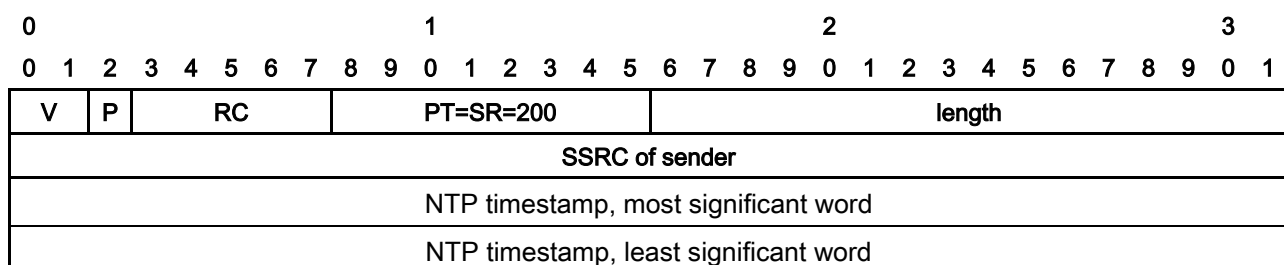 0 1 2 3
0 1 2 3 4 5 6 7 8 9 0 1 2 3 4 5 6 7 8 9 0 1 2 3 4 5 6 7 8 9 0 1
V P RC PT=SR=200 length
SSRC of sender
NTP timestamp, most significant word
NTP timestamp, least significant word